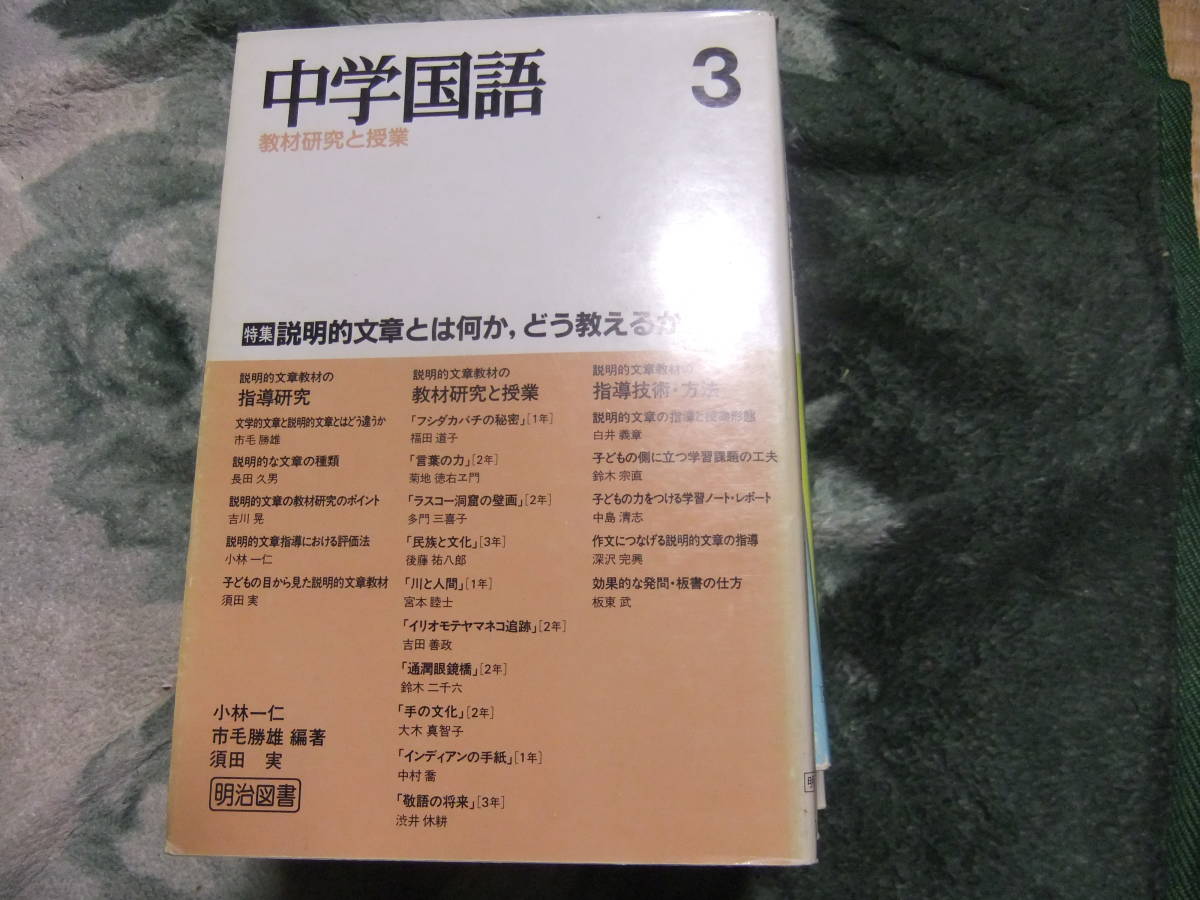 中学国語
3
教材研究と授業
特集 説明的文章とは何か，どう教えるか
説明的文章教材の
指導研究
文学的文章と説明的文章とはどう違うか
市毛 勝雄
説明的な文章の種類
長田 久男
説明的文章の教材研究のポイント
吉川 晃
説明的文章指導における評価法
小林 一仁
子どもの目から見た説明的文章教材
須田 実
説明的文章教材の
教材研究と授業
「フシダカバチの秘密」[1年]
福田 道子
「言葉の力」[2年]
菊地 徳右ヱ門
「ラスコー洞窟の壁画」[2年]
多門 三喜子
「民族と文化」[3年]
後藤 祐八郎
「川と人間」[1年]
宮本 睦士
「イリオモテヤマネコ追跡」[2年]
吉田 善政
「通潤眼鏡橋」[2年]
鈴木 二千六
「手の文化」[2年]
大木 真智子
「インディアンの手紙」[1年]
中村 喬
「敬語の将来」[3年]
渋井 休耕
説明的文章教材の
指導技術・方法
説明的文章の指導と授業形態
白井 義章
子どもの側に立つ学習課題の工夫
鈴木 宗直
子どもの力をつける学習ノート・レポート
中島 清志
作文につなげる説明的文章の指導
深沢 完興
効果的な発問・板書の仕方
板東 武
小林一仁
市毛勝雄 編著
須田 実
明治図書
明